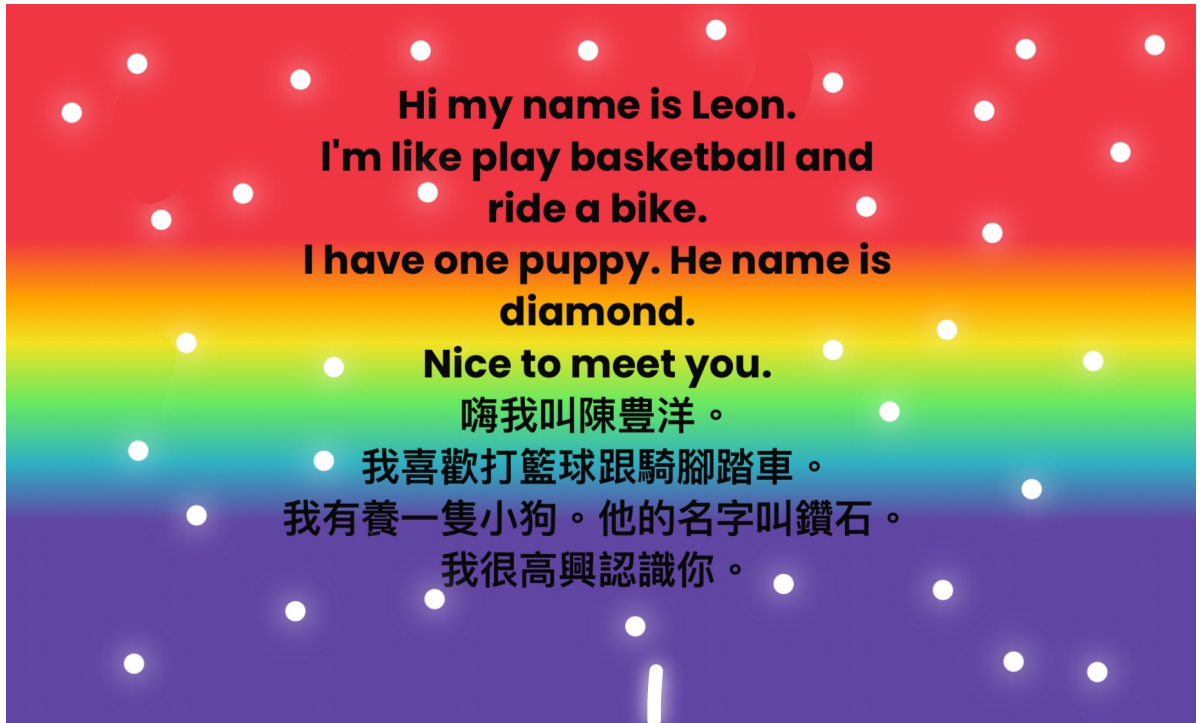 Hi my name is Leon.
I'm like play basketball and
ride a bike.
I have one puppy. He name is
diamond.
Nice to meet you.
嗨我叫陳豊洋。
我喜歡打籃球跟騎腳踏車。
我有養一隻小狗。他的名字叫鑽石。
我很高興認識你。